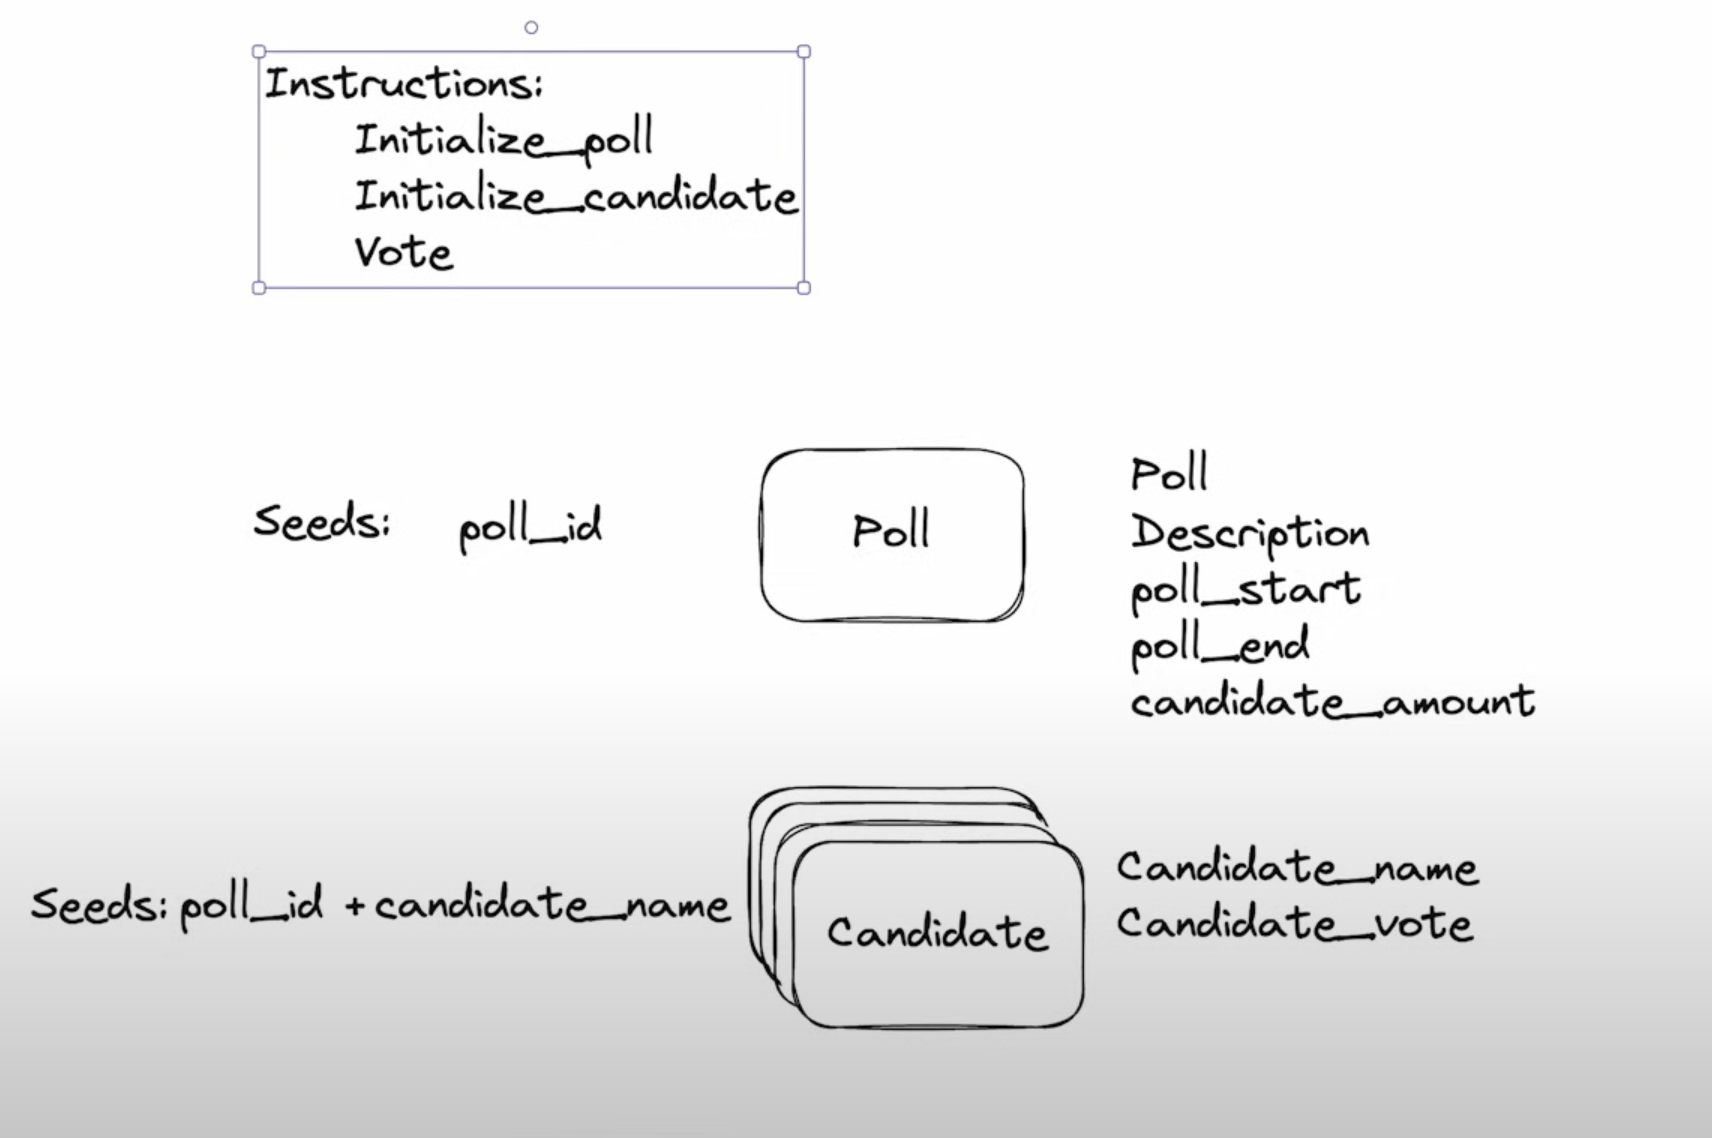 Instructions:
Initialize_poll
Initialize_candidate
Vote
Seeds: poll_id
Poll
Poll
Description
poll_start
poll_end
candidate_amount
Seeds: poll_id + candidate_name
Candidate
Candidate_name
Candidate_vote